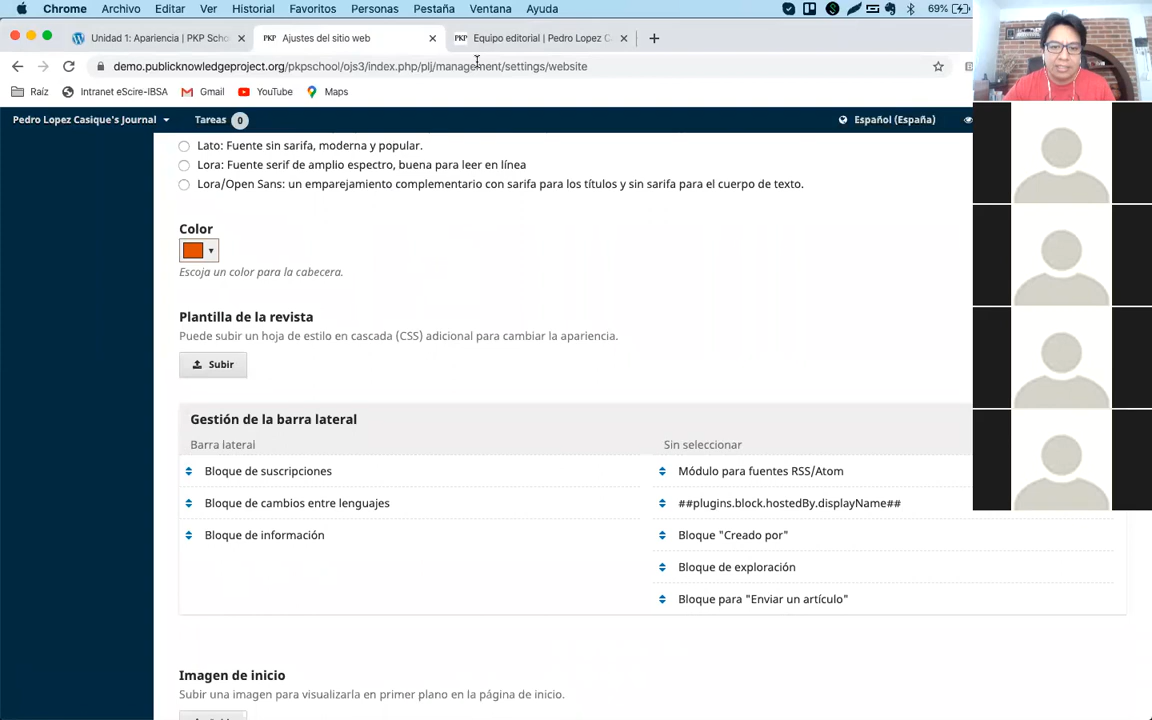 Chrome Archivo Editar Ver Historial Favoritos Personas Pestaña Ventana Ayuda 69%
Unidad 1: Apariencia | PKP Scho
PKP Ajustes del sitio web
PKP Equipo editorial | Pedro Lopez C
demo.publicknowledgeproject.org/pkpschool/ojs3/index.php/plj/management/settings/website
Raíz Intranet eScire-IBSA Gmail YouTube Maps
Pedro Lopez Casique's Journal Tareas 0 Español (España)
Lato: Fuente sin sarifa, moderna y popular.
Lora: Fuente serif de amplio espectro, buena para leer en línea
Lora/Open Sans: un emparejamiento complementario con sarifa para los títulos y sin sarifa para el cuerpo de texto.
Color
Escoja un color para la cabecera.
Plantilla de la revista
Puede subir un hoja de estilo en cascada (CSS) adicional para cambiar la apariencia.
Subir
Gestión de la barra lateral
Barra lateral Sin seleccionar
Bloque de suscripciones Módulo para fuentes RSS/Atom
Bloque de cambios entre lenguajes ##plugins.block.hostedBy.displayName##
Bloque de información Bloque "Creado por"
Bloque de exploración
Bloque para "Enviar un artículo"
Imagen de inicio
Subir una imagen para visualizarla en primer plano en la página de inicio.